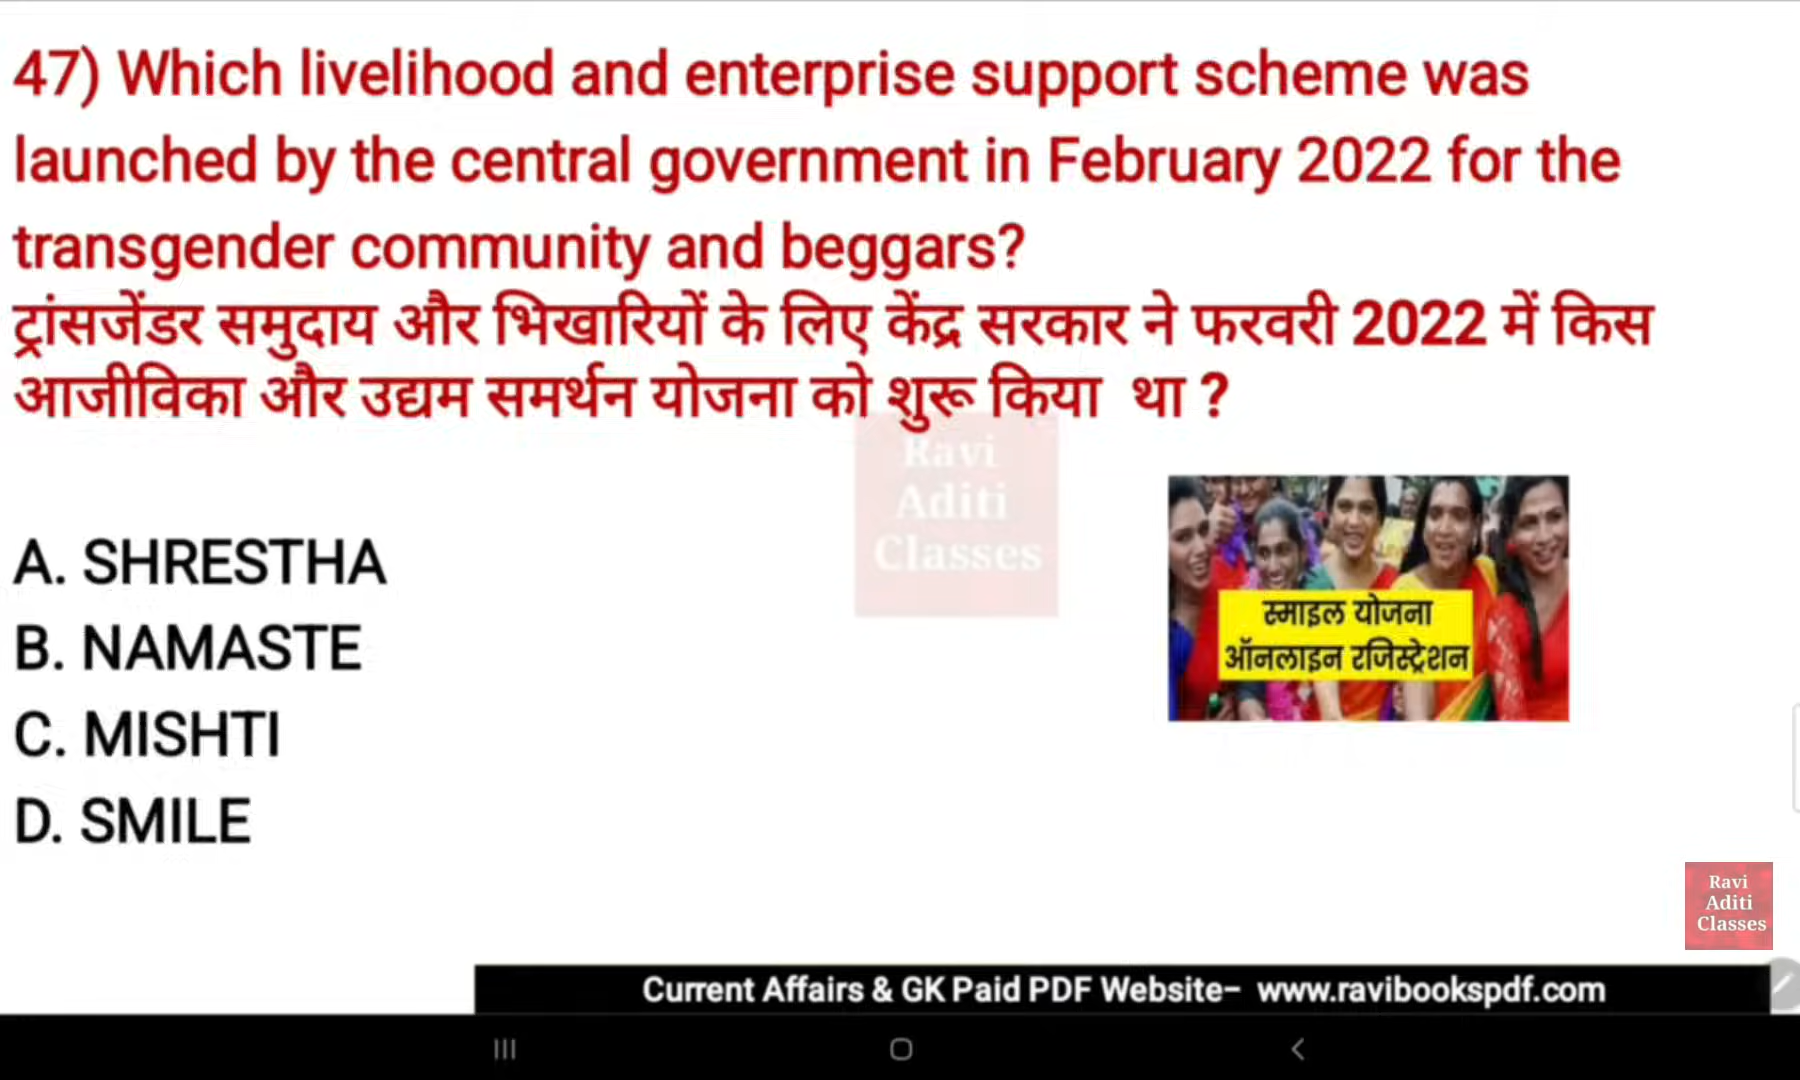 47) Which livelihood and enterprise support scheme was
launched by the central government in February 2022 for the
transgender community and beggars?
ट्रांसजेंडर समुदाय और भिखारियों के लिए केंद्र सरकार ने फरवरी 2022 में किस
आजीविका और उद्यम समर्थन योजना को शुरू किया था ?
Ravi
Aditi
Classes
A. SHRESTHA
B. NAMASTE
C. MISHTI
D. SMILE
स्माइल योजना
ऑनलाइन रजिस्ट्रेशन
Ravi
Aditi
Classes
Current Affairs & GK Paid PDF Website– www.ravibookspdf.com